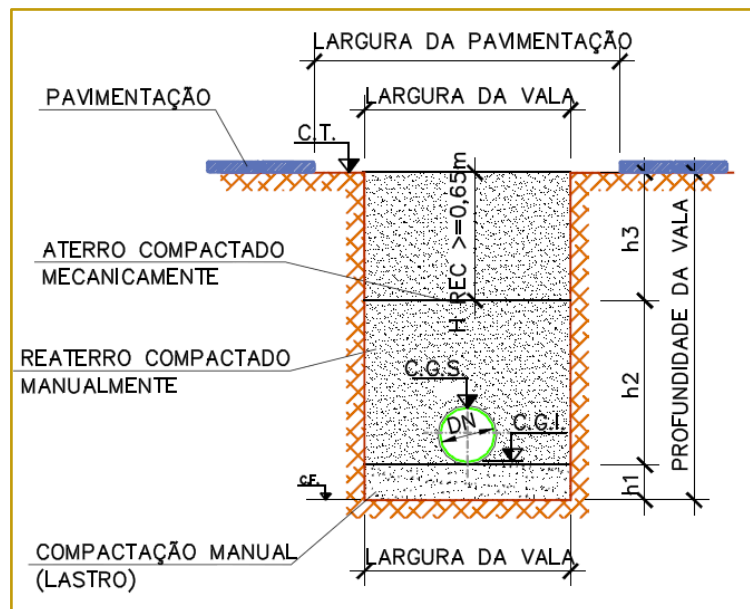 LARGURA DA PAVIMENTAÇÃO
PAVIMENTAÇÃO
LARGURA DA VALA
C.T.
H REC >=0,65m
h3
PROFUNDIDADE DA VALA
ATERRO COMPACTADO
MECANICAMENTE
REATERRO COMPACTADO
MANUALMENTE
C.G.S.
h2
DN
C.G.I.
C.F.
h1
COMPACTAÇÃO MANUAL
(LASTRO)
LARGURA DA VALA